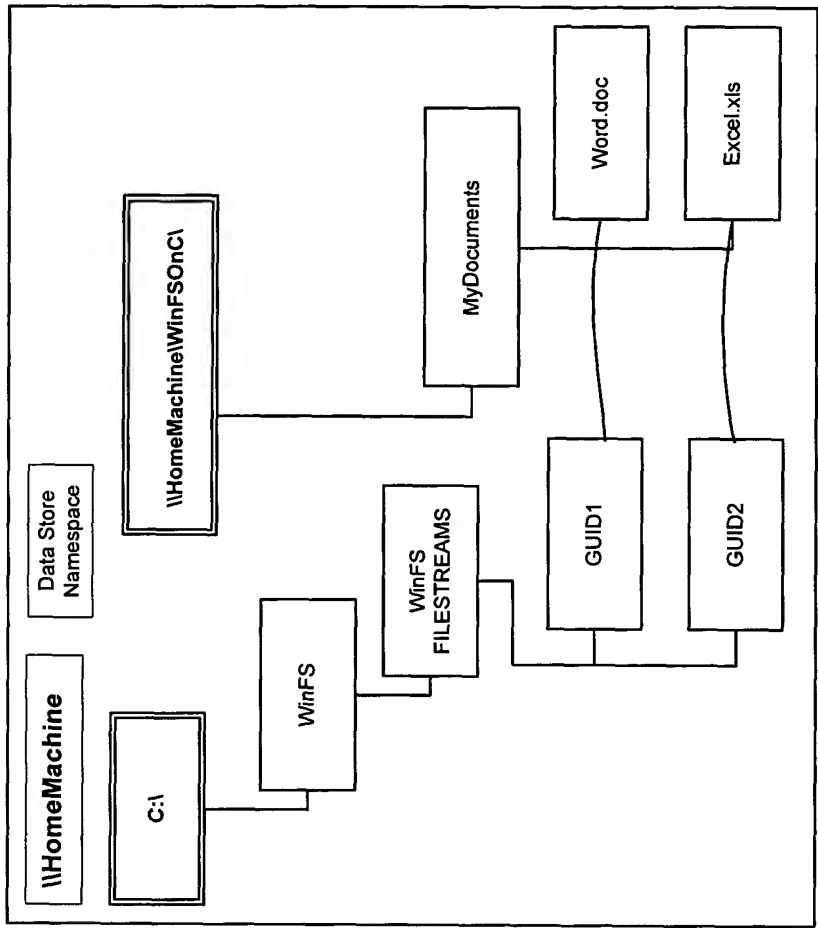 \\HomeMachine
Data Store
Namespace
C:\
\\HomeMachine\WinFSOnC\
WinFS
WinFS
FILESTREAMS
MyDocuments
GUID1
Word.doc
GUID2
Excel.xls